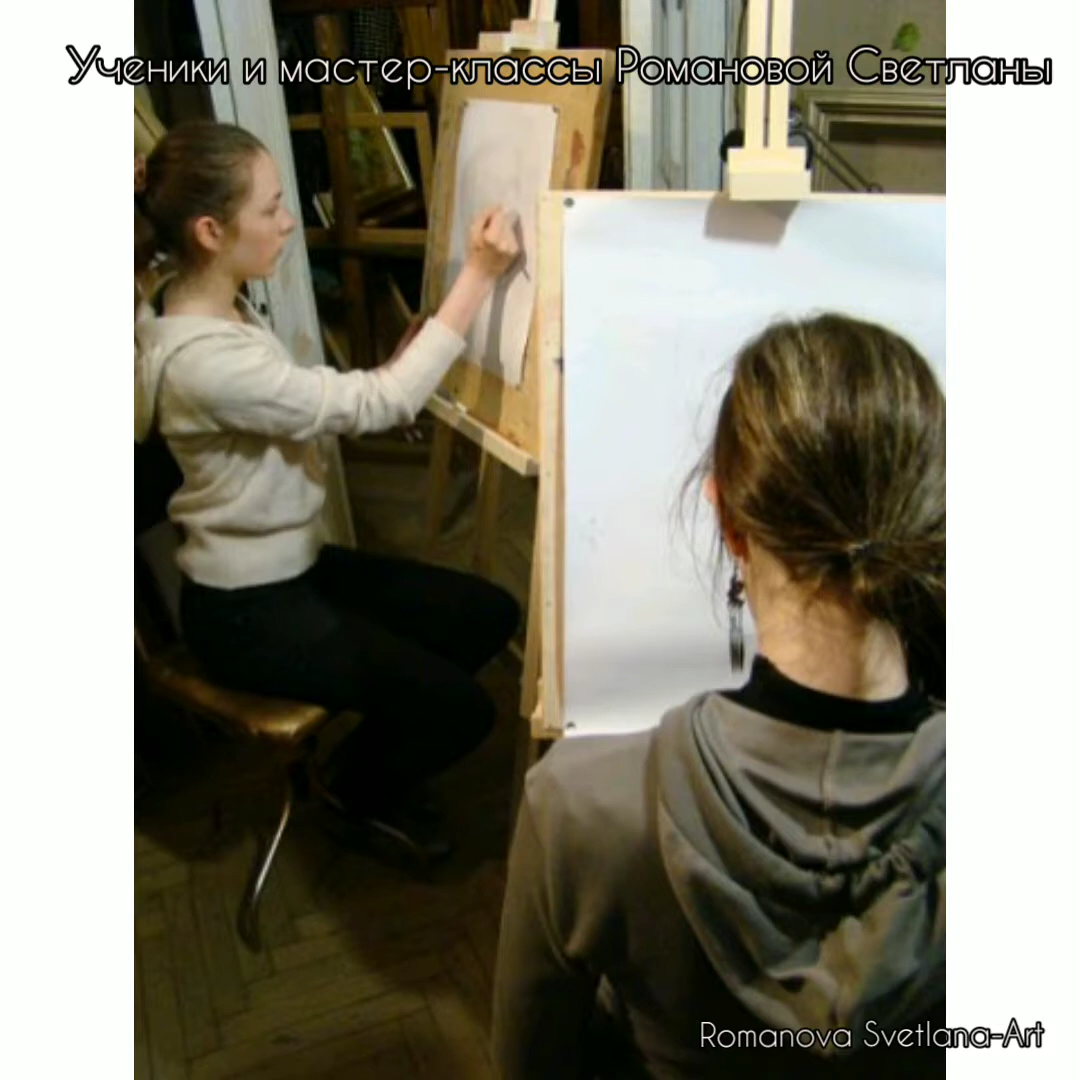 Ученики и мастер-классы Романовой Светланы
Romanova Svetlana-Art